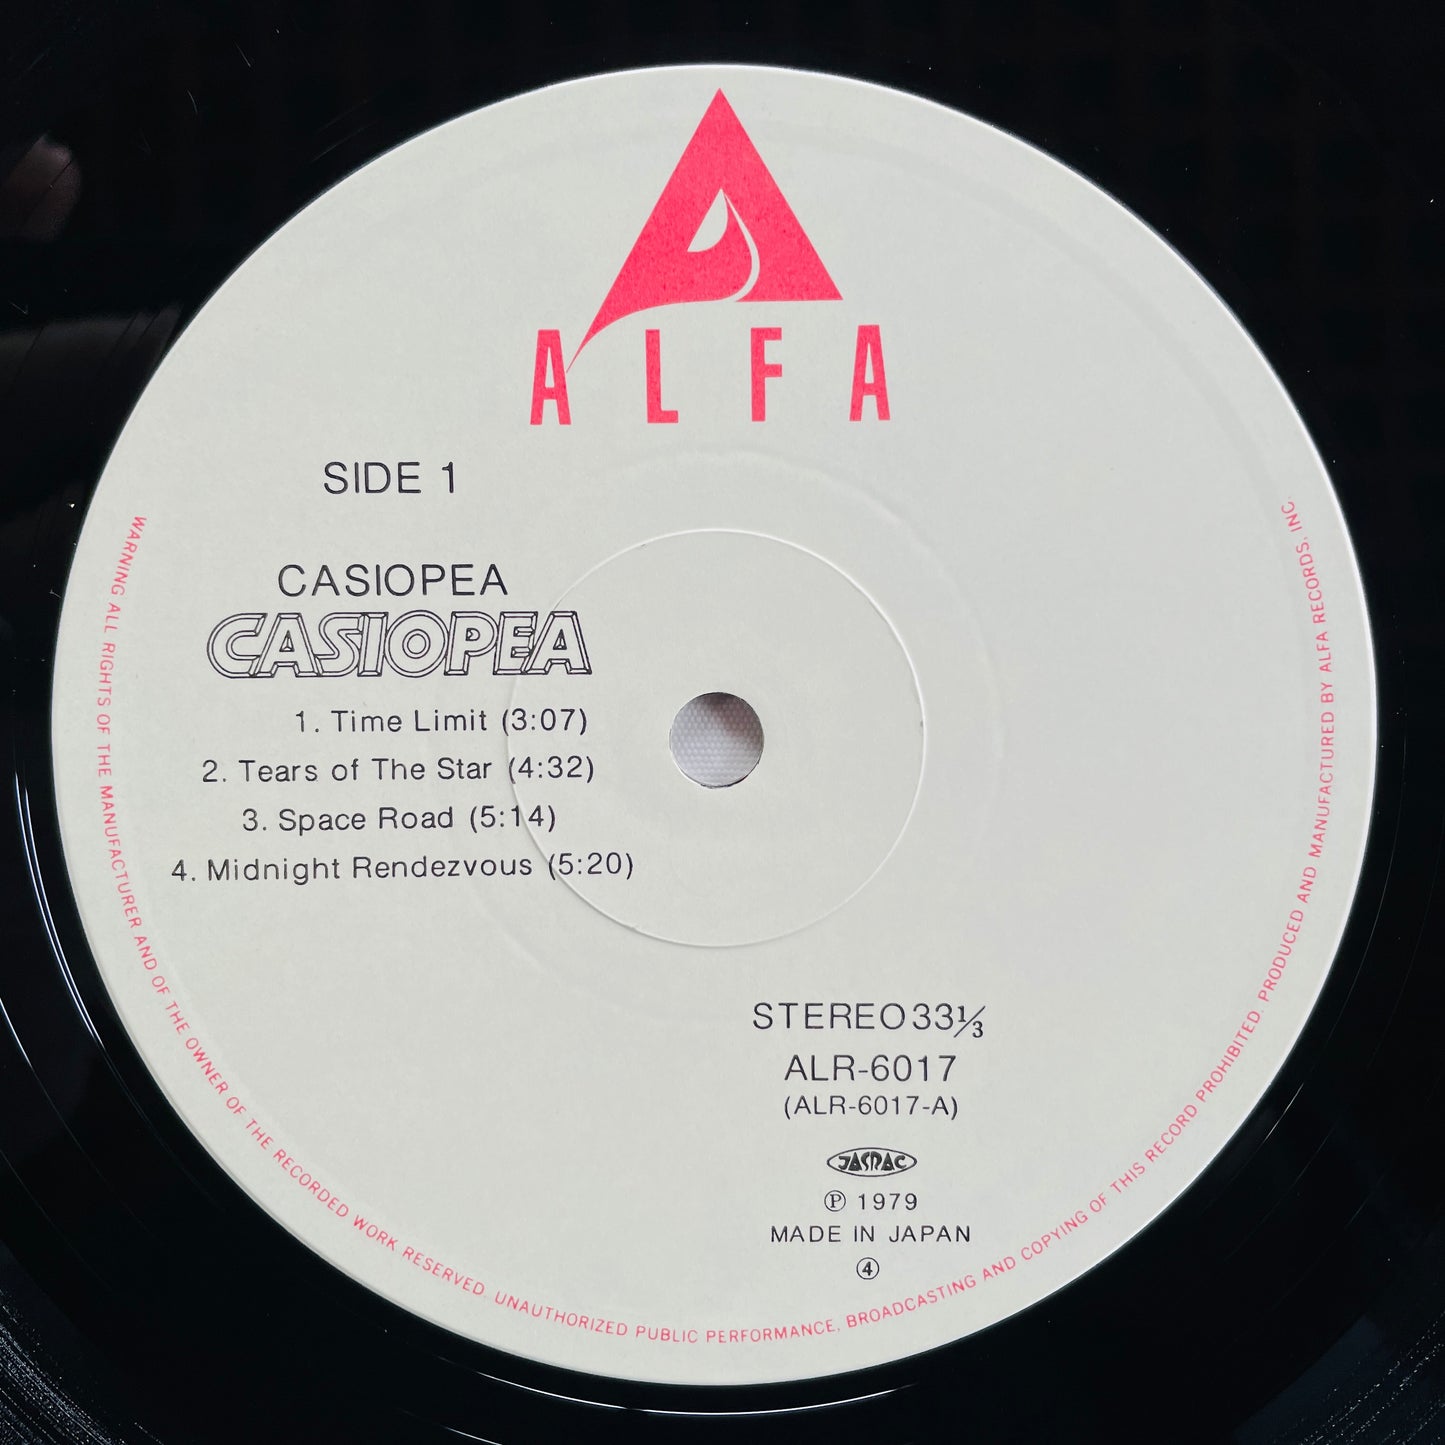 ALFA
SIDE 1
CASIOPEA
CASIOPEA
1. Time Limit (3:07)
2. Tears of The Star (4:32)
3. Space Road (5:14)
4. Midnight Rendezvous (5:20)
STEREO 33⅓
ALR-6017
(ALR-6017-A)
JASRAC
℗ 1979
MADE IN JAPAN
④
WARNING ALL RIGHTS OF THE MANUFACTURER AND OF THE OWNER OF THE RECORDED WORK RESERVED. UNAUTHORIZED PUBLIC PERFORMANCE, BROADCASTING AND COPYING OF THIS RECORD PROHIBITED. PRODUCED AND MANUFACTURED BY ALFA RECORDS, INC.